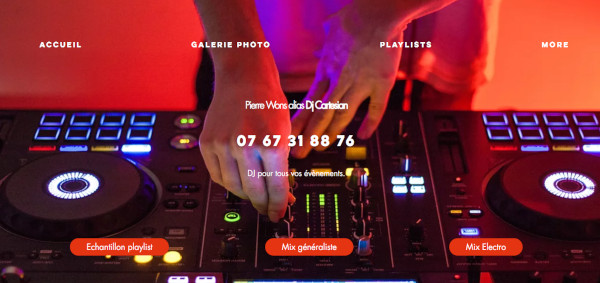 ACCUEIL
GALERIE PHOTO
PLAYLISTS
MORE
Pierre Wons alias Dj Cartesian
07 67 31 88 76
DJ pour tous vos évènements.
Echantillon playlist
Mix généraliste
Mix Electro